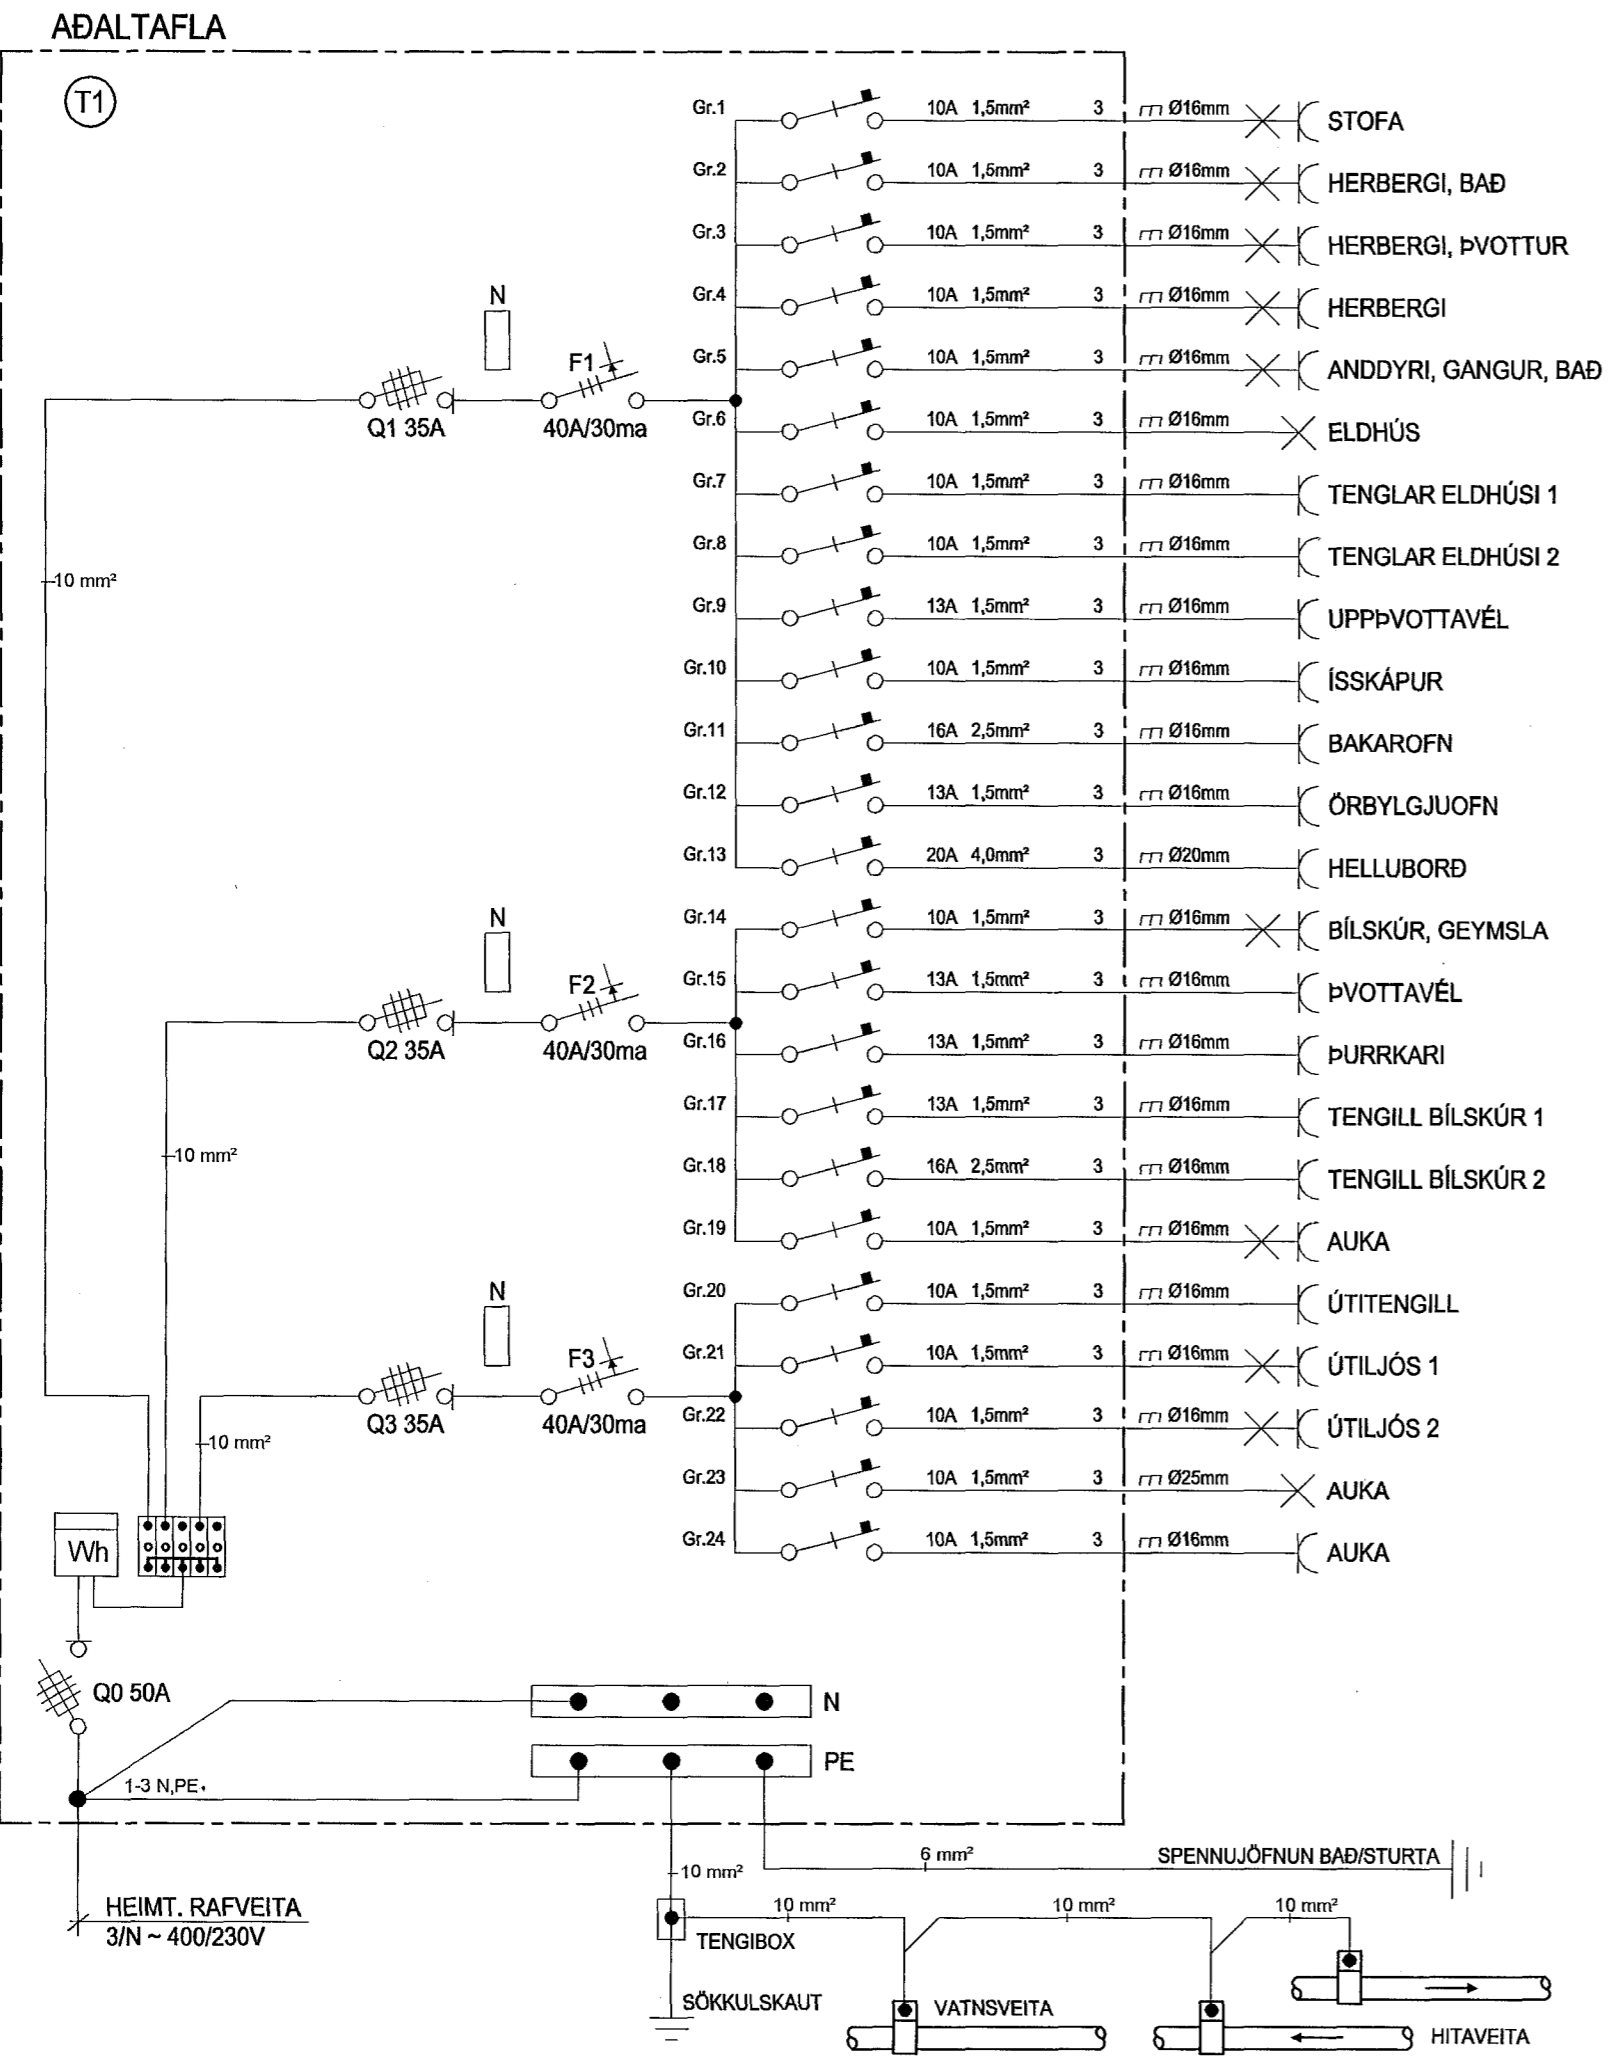 AÐALTAFLA
T1
Gr.1 10A 1,5mm² 3 Ø16mm STOFA
Gr.2 10A 1,5mm² 3 Ø16mm HERBERGI, BAÐ
Gr.3 10A 1,5mm² 3 Ø16mm HERBERGI, ÞVOTTUR
Gr.4 10A 1,5mm² 3 Ø16mm HERBERGI
N
Gr.5 10A 1,5mm² 3 Ø16mm ANDDYRI, GANGUR, BAÐ
F1
Q1 35A 40A/30ma
Gr.6 10A 1,5mm² 3 Ø16mm ELDHÚS
Gr.7 10A 1,5mm² 3 Ø16mm TENGLAR ELDHÚSI 1
Gr.8 10A 1,5mm² 3 Ø16mm TENGLAR ELDHÚSI 2
10 mm²
Gr.9 13A 1,5mm² 3 Ø16mm UPPÞVOTTAVÉL
Gr.10 10A 1,5mm² 3 Ø16mm ÍSSKÁPUR
Gr.11 16A 2,5mm² 3 Ø16mm BAKAROFN
Gr.12 13A 1,5mm² 3 Ø16mm ÖRBYLGJUOFN
Gr.13 20A 4,0mm² 3 Ø20mm HELLUBORÐ
Gr.14 10A 1,5mm² 3 Ø16mm BÍLSKÚR, GEYMSLA
N
Gr.15 13A 1,5mm² 3 Ø16mm ÞVOTTAVÉL
F2
Q2 35A 40A/30ma
Gr.16 13A 1,5mm² 3 Ø16mm ÞURRKARI
Gr.17 13A 1,5mm² 3 Ø16mm TENGILL BÍLSKÚR 1
10 mm²
Gr.18 16A 2,5mm² 3 Ø16mm TENGILL BÍLSKÚR 2
Gr.19 10A 1,5mm² 3 Ø16mm AUKA
Gr.20 10A 1,5mm² 3 Ø16mm ÚTITENGILL
N
Gr.21 10A 1,5mm² 3 Ø16mm ÚTILJÓS 1
F3
Q3 35A 40A/30ma
Gr.22 10A 1,5mm² 3 Ø16mm ÚTILJÓS 2
10 mm²
Gr.23 10A 1,5mm² 3 Ø25mm AUKA
Gr.24 10A 1,5mm² 3 Ø16mm AUKA
Wh
Q0 50A
N
PE
1-3 N,PE.
6 mm² SPENNUJÖFNUN BAÐ/STURTA
10 mm²
HEIMT. RAFVEITA
3/N ~ 400/230V
10 mm² 10 mm² 10 mm²
TENGIBOX
SÖKKULSKAUT
VATNSVEITA
HITAVEITA